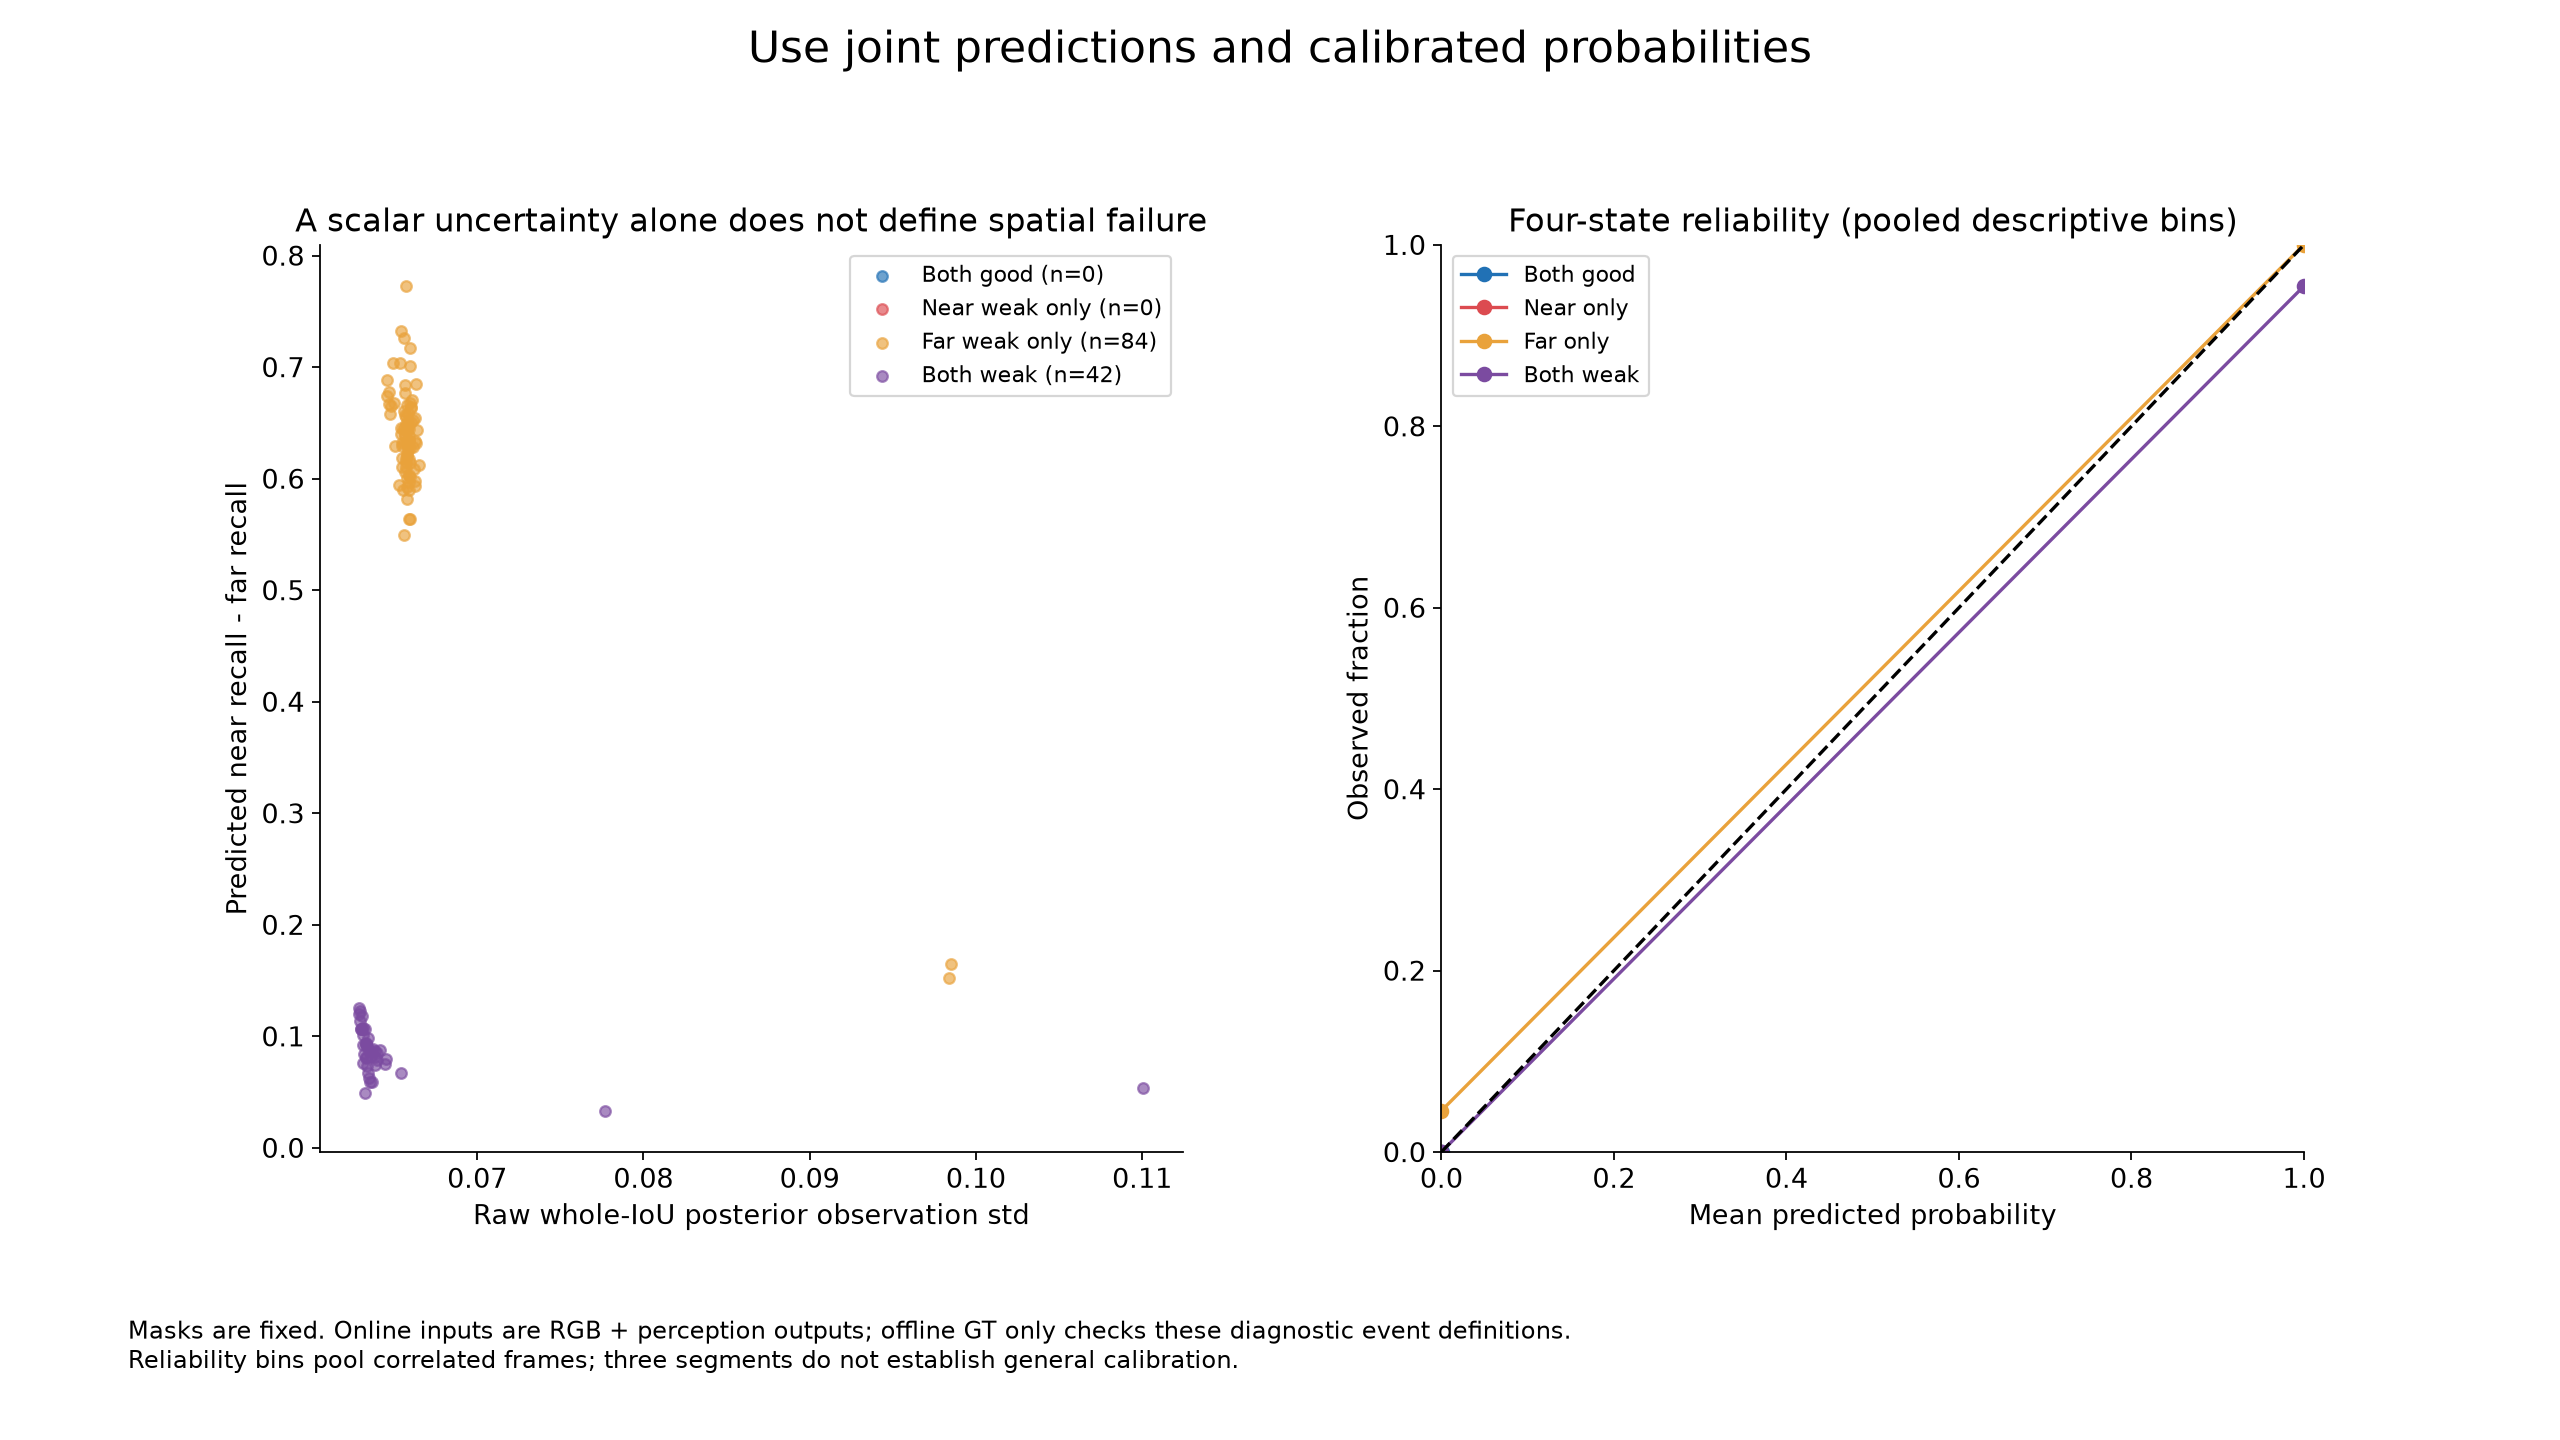 Use joint predictions and calibrated probabilities
A scalar uncertainty alone does not define spatial failure
0.8
0.7
0.6
0.5
0.4
0.3
0.2
0.1
0.0
Predicted near recall - far recall
Both good (n=0)
Near weak only (n=0)
Far weak only (n=84)
Both weak (n=42)
0.07
0.08
0.09
0.10
0.11
Raw whole-IoU posterior observation std
Four-state reliability (pooled descriptive bins)
1.0
0.8
0.6
0.4
0.2
0.0
Observed fraction
Both good
Near only
Far only
Both weak
0.0
0.2
0.4
0.6
0.8
1.0
Mean predicted probability
Masks are fixed. Online inputs are RGB + perception outputs; offline GT only checks these diagnostic event definitions.
Reliability bins pool correlated frames; three segments do not establish general calibration.